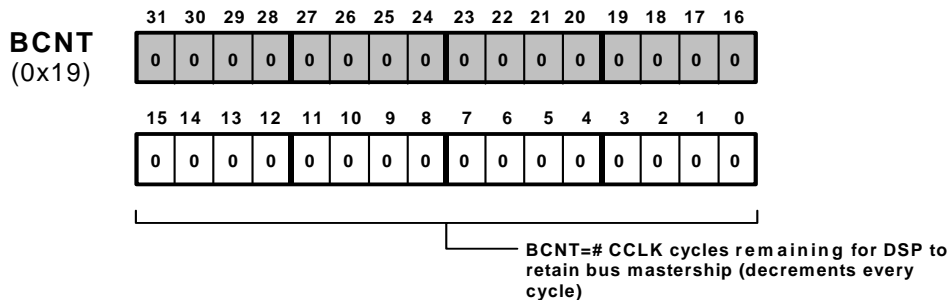 31 30 29 28 27 26 25 24 23 22 21 20 19 18 17 16
BCNT
(0x19)
0 0 0 0 0 0 0 0 0 0 0 0 0 0 0 0
15 14 13 12 11 10 9 8 7 6 5 4 3 2 1 0
0 0 0 0 0 0 0 0 0 0 0 0 0 0 0 0
BCNT=# CCLK cycles remaining for DSP to
retain bus mastership (decrements every
cycle)